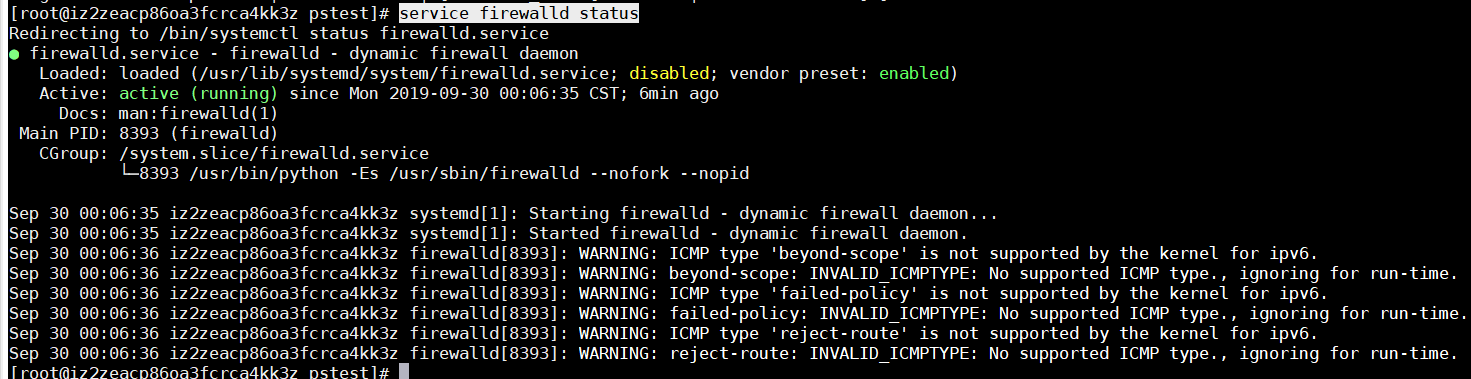 [root@iz2zeacp86oa3fcrca4kk3z pstest]# service firewalld status
Redirecting to /bin/systemctl status firewalld.service
● firewalld.service - firewalld - dynamic firewall daemon
   Loaded: loaded (/usr/lib/systemd/system/firewalld.service; disabled; vendor preset: enabled)
   Active: active (running) since Mon 2019-09-30 00:06:35 CST; 6min ago
     Docs: man:firewalld(1)
 Main PID: 8393 (firewalld)
   CGroup: /system.slice/firewalld.service
           └─8393 /usr/bin/python -Es /usr/sbin/firewalld --nofork --nopid

Sep 30 00:06:35 iz2zeacp86oa3fcrca4kk3z systemd[1]: Starting firewalld - dynamic firewall daemon...
Sep 30 00:06:35 iz2zeacp86oa3fcrca4kk3z systemd[1]: Started firewalld - dynamic firewall daemon.
Sep 30 00:06:36 iz2zeacp86oa3fcrca4kk3z firewalld[8393]: WARNING: ICMP type 'beyond-scope' is not supported by the kernel for ipv6.
Sep 30 00:06:36 iz2zeacp86oa3fcrca4kk3z firewalld[8393]: WARNING: beyond-scope: INVALID_ICMPTYPE: No supported ICMP type., ignoring for run-time.
Sep 30 00:06:36 iz2zeacp86oa3fcrca4kk3z firewalld[8393]: WARNING: ICMP type 'failed-policy' is not supported by the kernel for ipv6.
Sep 30 00:06:36 iz2zeacp86oa3fcrca4kk3z firewalld[8393]: WARNING: failed-policy: INVALID_ICMPTYPE: No supported ICMP type., ignoring for run-time.
Sep 30 00:06:36 iz2zeacp86oa3fcrca4kk3z firewalld[8393]: WARNING: ICMP type 'reject-route' is not supported by the kernel for ipv6.
Sep 30 00:06:36 iz2zeacp86oa3fcrca4kk3z firewalld[8393]: WARNING: reject-route: INVALID_ICMPTYPE: No supported ICMP type., ignoring for run-time.
[root@iz2zeacp86oa3fcrca4kk3z pstest]#